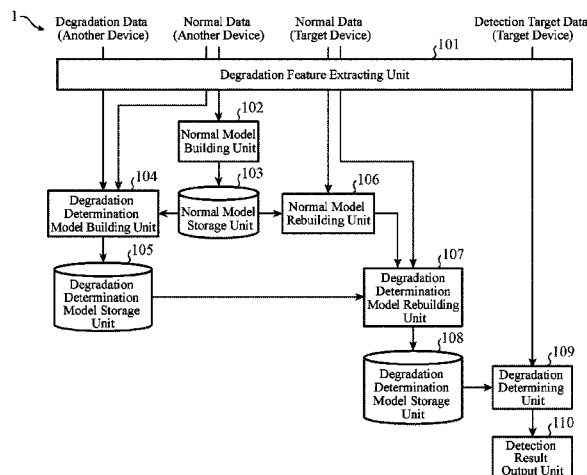 1
Degradation Data
(Another Device)
Normal Data
(Another Device)
Normal Data
(Target Device)
Detection Target Data
(Target Device)
101
Degradation Feature Extracting Unit
102
Normal Model
Building Unit
103
Normal Model
Storage Unit
104
Degradation
Determination
Model Building Unit
105
Degradation
Determination
Model Storage
Unit
106
Normal Model
Rebuilding Unit
107
Degradation
Determination
Model Rebuilding
Unit
108
Degradation
Determination
Model Storage
Unit
109
Degradation
Determining
Unit
110
Detection
Result
Output Unit